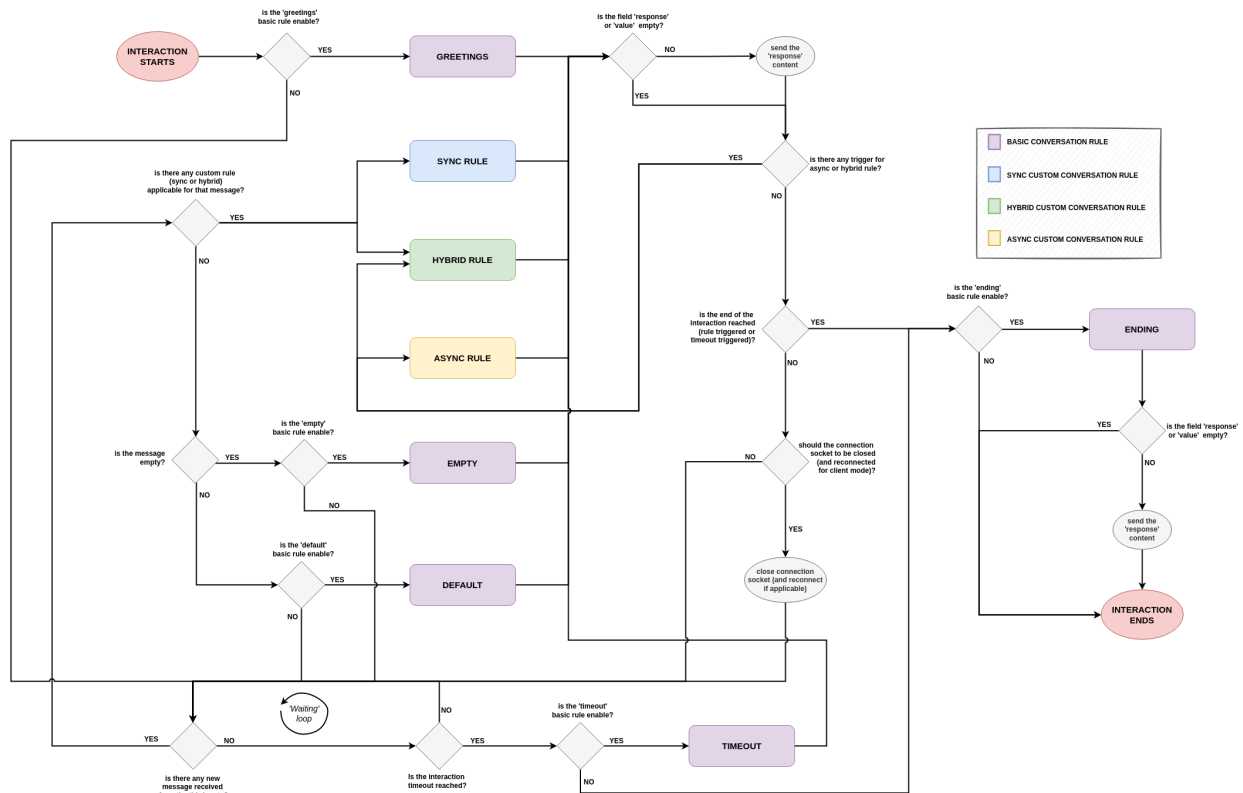 is the 'greetings'
basic rule enable?
is the field 'response'
or 'value'  empty?
INTERACTION
STARTS
YES
GREETINGS
NO
send the
'response'
content
NO
YES
BASIC CONVERSATION RULE
SYNC RULE
YES
is there any trigger for
async or hybrid rule?
is there any custom rule
(sync or hybrid)
applicable for that message?
SYNC CUSTOM CONVERSATION RULE
NO
HYBRID CUSTOM CONVERSATION RULE
YES
ASYNC CUSTOM CONVERSATION RULE
NO
HYBRID RULE
is the 'ending'
basic rule enable?
is the end of the
interaction reached
(rule triggered or
timeout triggered)?
YES
YES
ENDING
ASYNC RULE
NO
NO
is the 'empty'
basic rule enable?
YES
is the field 'response'
or 'value'  empty?
is the message
empty?
YES
YES
EMPTY
NO
should the connection
socket to be closed
(and reconnected
for client mode)?
NO
NO
NO
YES
send the
'response'
content
is the 'default'
basic rule enable?
YES
DEFAULT
close connection
socket (and reconnect
if applicable)
NO
INTERACTION
ENDS
'Waiting'
loop
NO
is the 'timeout'
basic rule enable?
YES
NO
YES
YES
TIMEOUT
is there any new
message received
Is the interaction
timeout reached?
NO